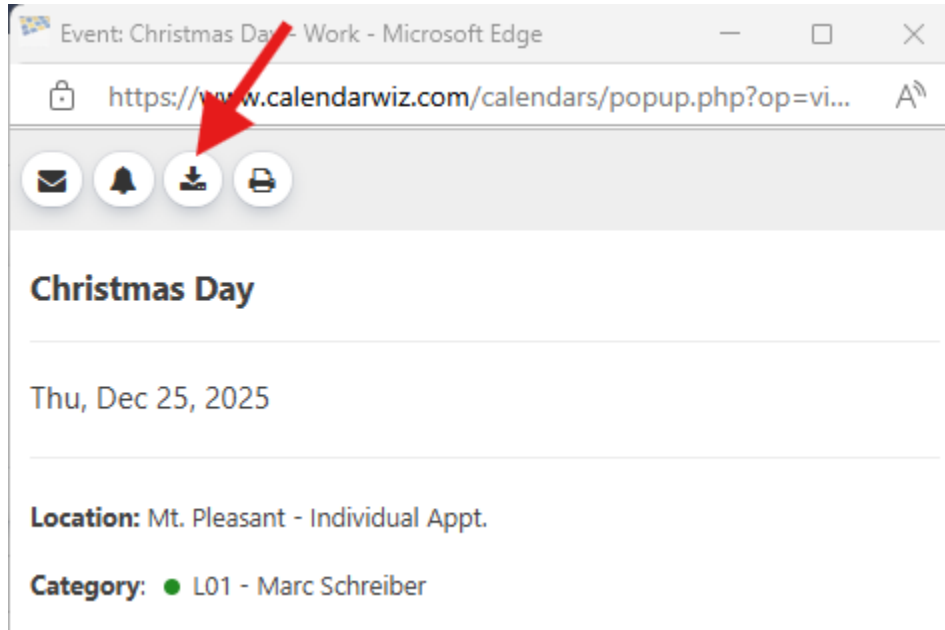 Event: Christmas Day - Work - Microsoft Edge
https://www.calendarwiz.com/calendars/popup.php?op=vi...
Christmas Day
Thu, Dec 25, 2025
Location: Mt. Pleasant - Individual Appt.
Category: L01 - Marc Schreiber